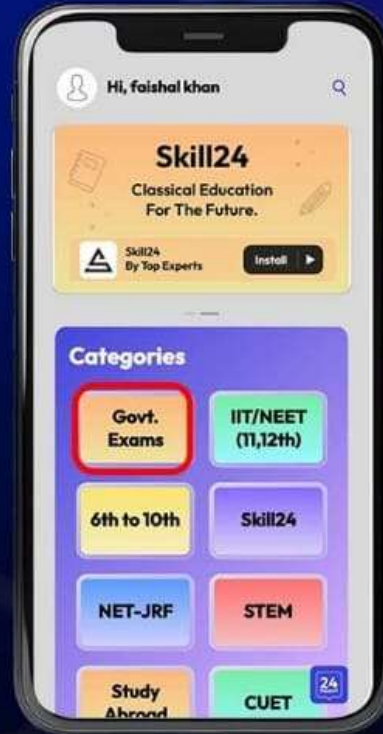 Hi, faishal khan
Skill24
Classical Education
For The Future.
Skill24
By Top Experts
Install
Categories
Govt.
Exams
IIT/NEET
(11,12th)
6th to 10th
Skill24
NET-JRF
STEM
Study
Abroad
CUET
24